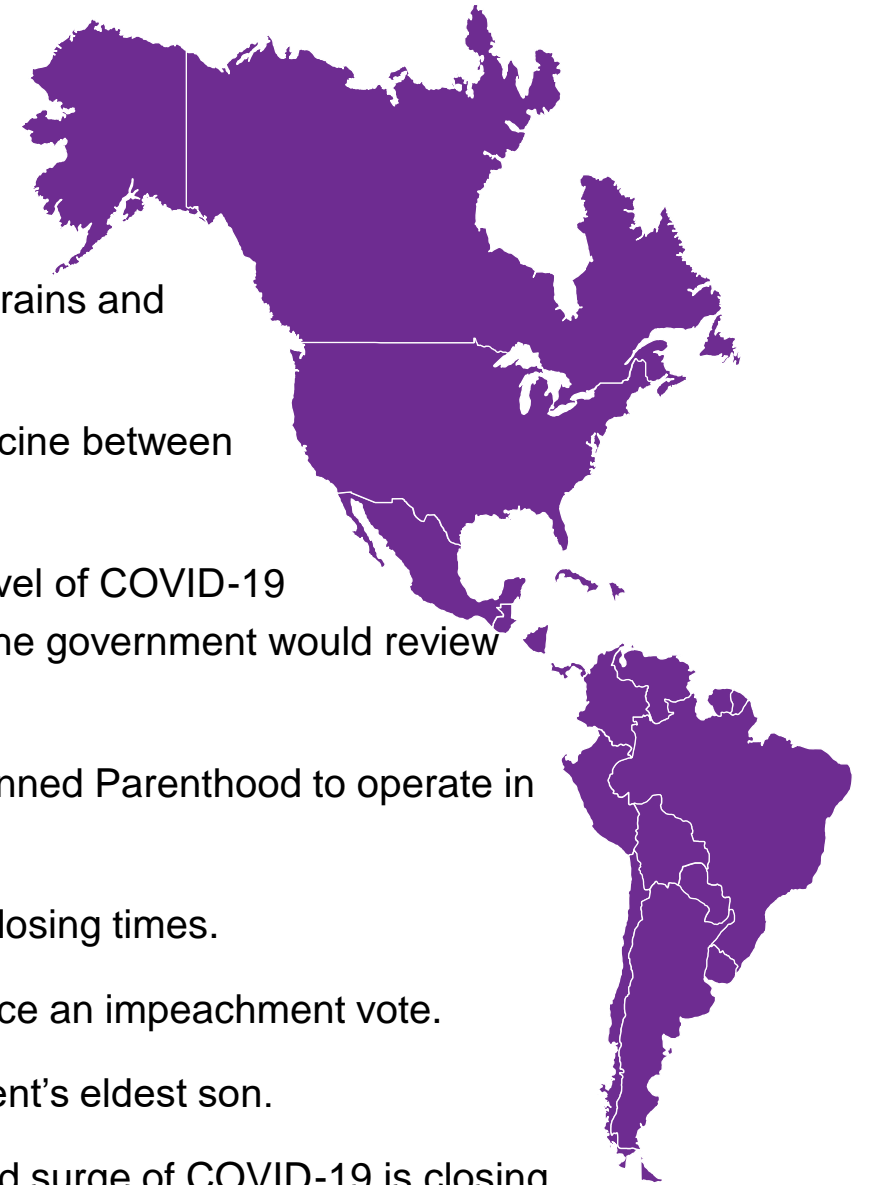 rains and
cine between
vel of COVID-19
ne government would review
nned Parenthood to operate in
losing times.
ce an impeachment vote.
ent’s eldest son.
d surge of COVID-19 is closing